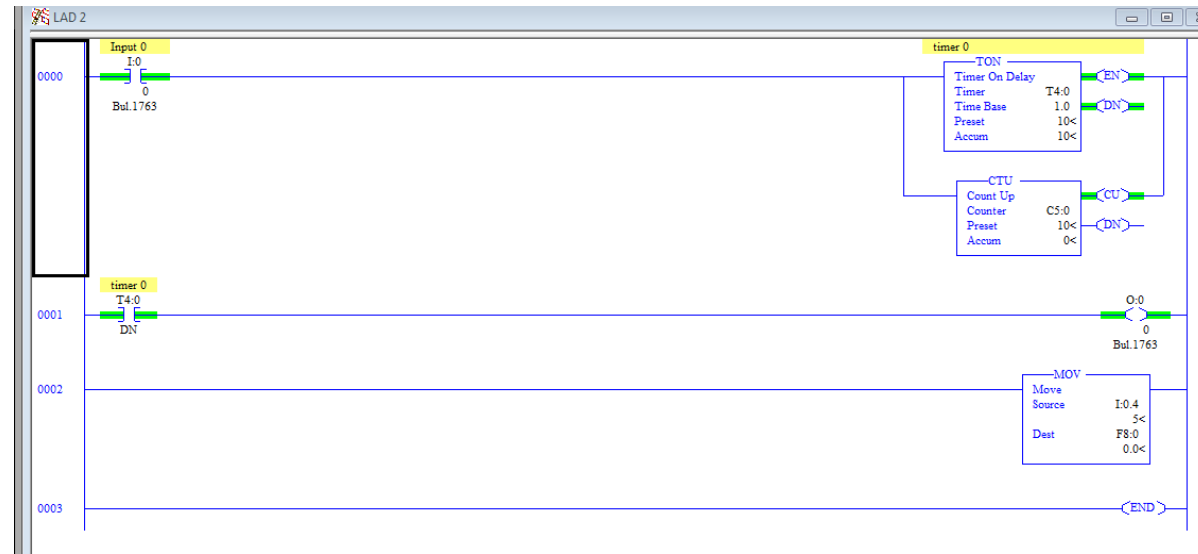 LAD 2
Input 0
I:0
0000
0
Bul.1763
timer 0
TON
Timer On Delay
Timer T4:0
Time Base 1.0
Preset 10<
Accum 10<
EN
DN
CTU
Count Up
Counter C5:0
Preset 10<
Accum 0<
CU
DN
timer 0
T4:0
0001
DN
O:0
0
Bul.1763
0002
MOV
Move
Source I:0.4
5<
Dest F8:0
0.0<
0003
END